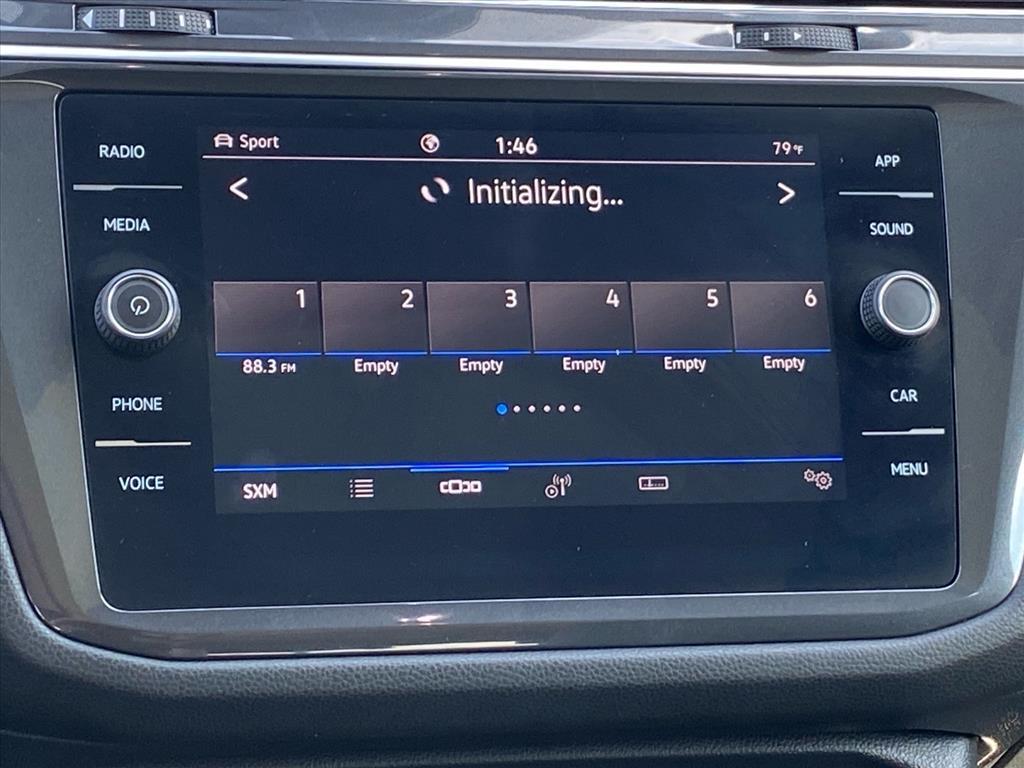 RADIO
MEDIA
PHONE
VOICE
Sport 1:46 79°F
< Initializing... >
1 2 3 4 5 6
88.3 FM Empty Empty Empty Empty Empty
SXM
APP
SOUND
CAR
MENU